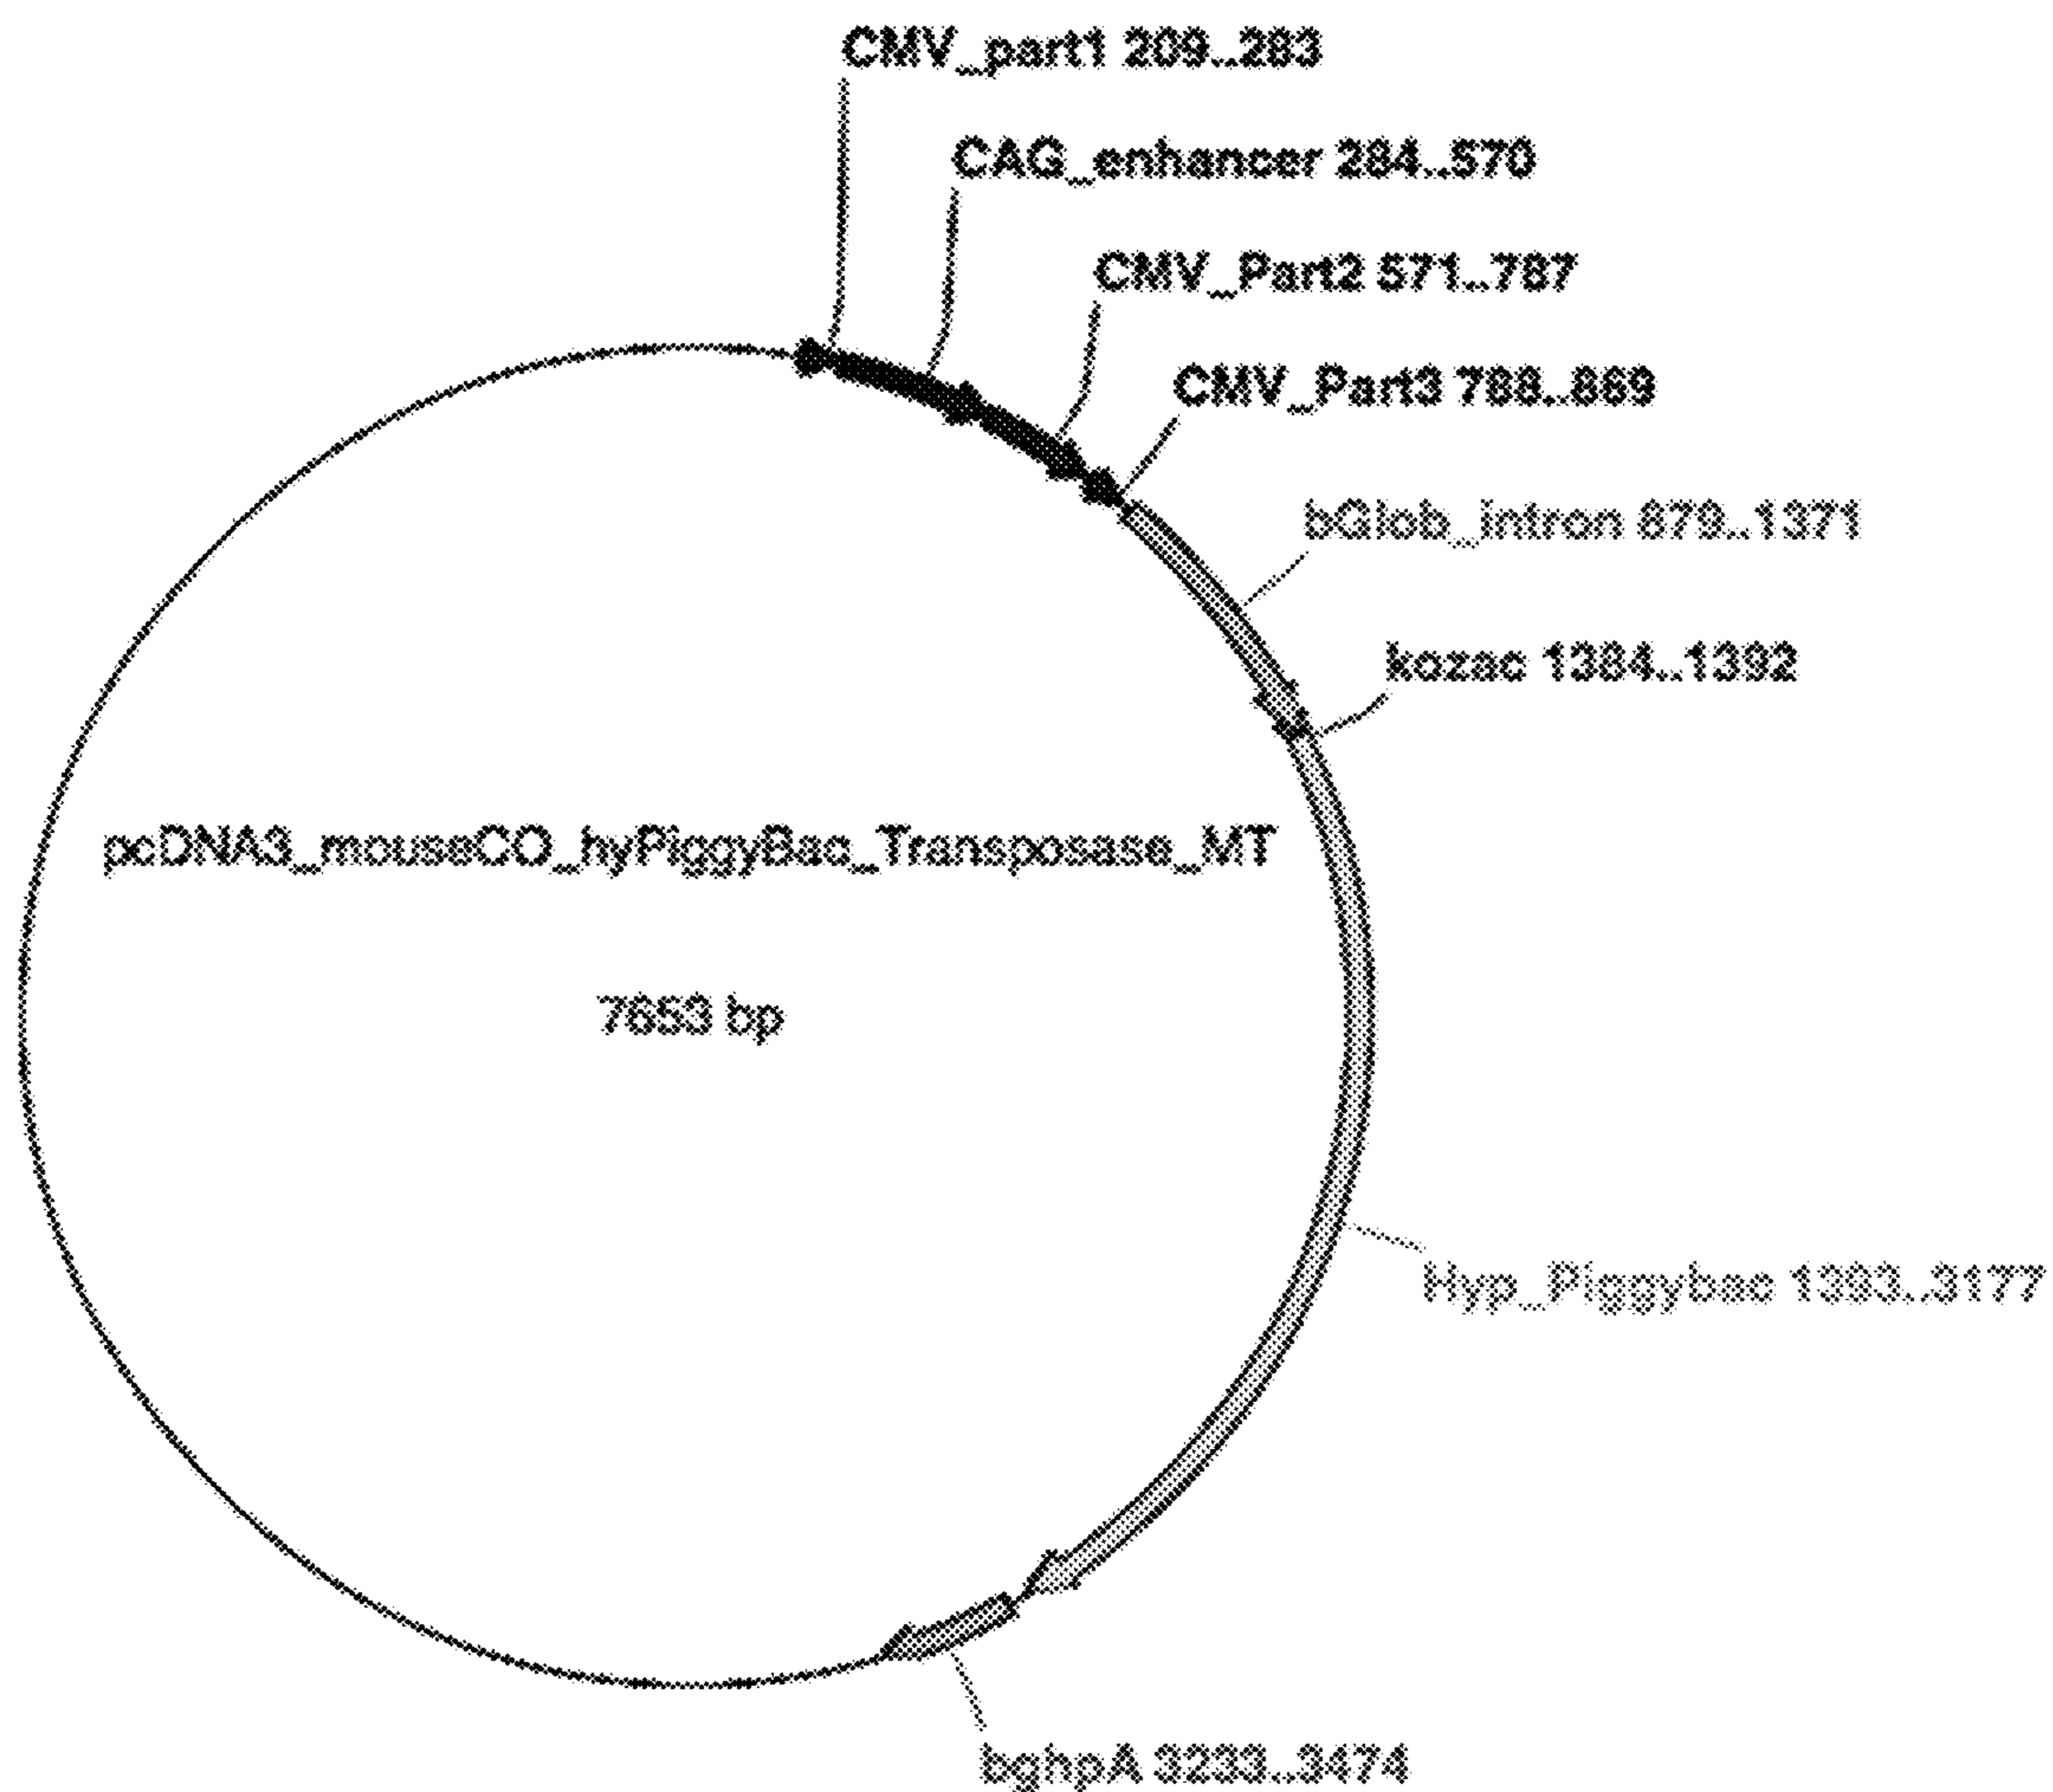 CMV_part1 209..283
CAG_enhancer 284..570
CMV_Part2 571..787
CMV_Part3 788..869
bGlob_intron 879..1371
kozac 1384..1392
pcDNA3_mouseCO_hyPiggyBac_Transposase_MT
7653 bp
Hyp_Piggybac 1393..3177
bghpA 3233..3474